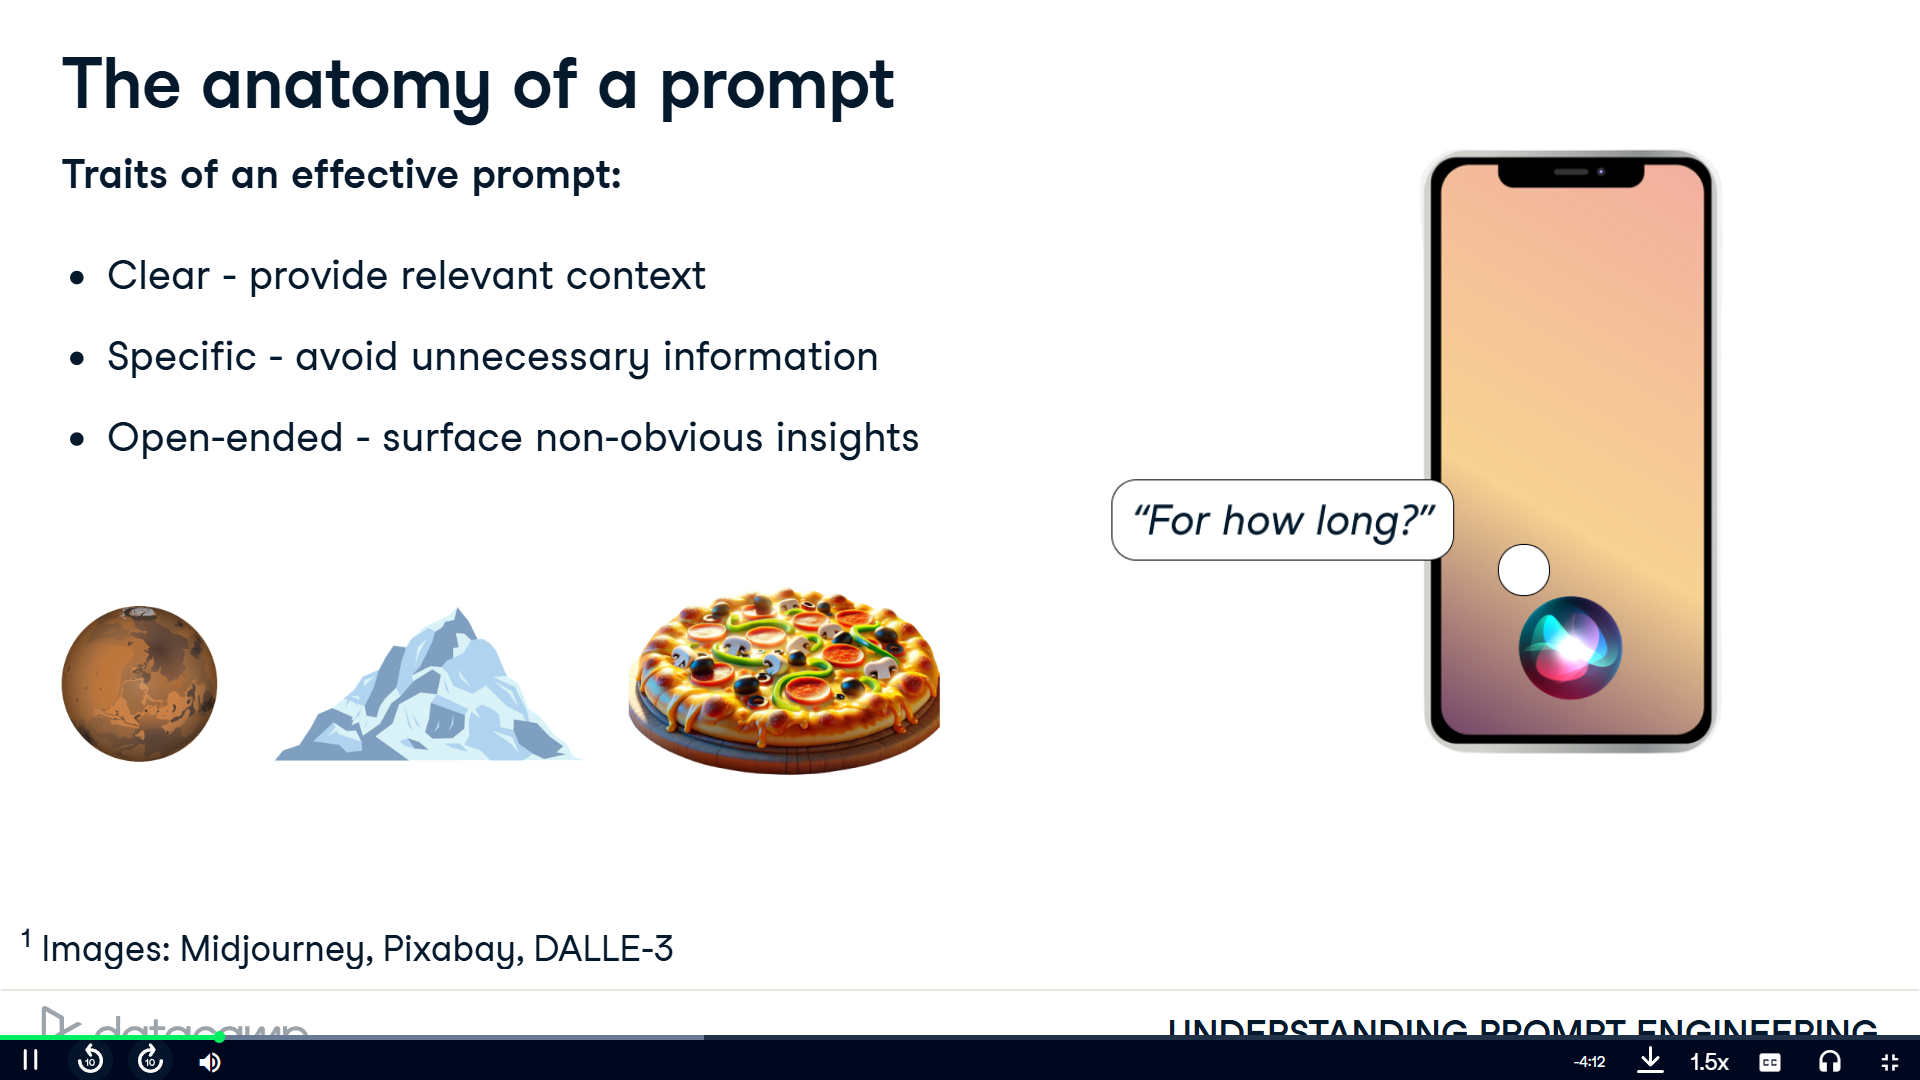 The anatomy of a prompt
Traits of an effective prompt:
• Clear - provide relevant context
• Specific - avoid unnecessary information
• Open-ended - surface non-obvious insights
“For how long?”
1 Images: Midjourney, Pixabay, DALLE-3
datacamp
UNDERSTANDING PROMPT ENGINEERING
10
10
-4:12
1.5x
CC